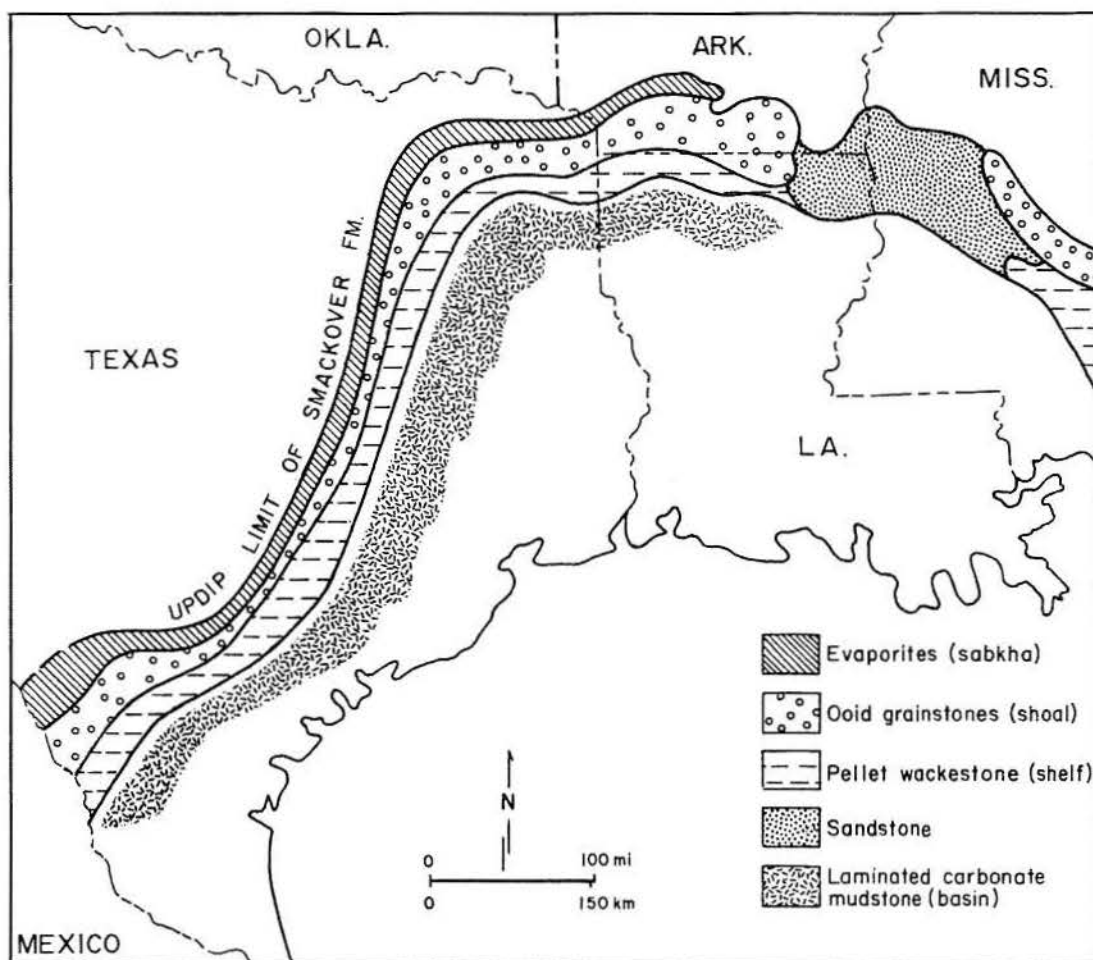 OKLA.
ARK.
MISS.
UPDIP LIMIT OF SMACKOVER FM.
TEXAS
LA.
Evaporites (sabkha)
Ooid grainstones (shoal)
Pellet wackestone (shelf)
Sandstone
Laminated carbonate
mudstone (basin)
N
0 100 mi
0 150 km
MEXICO